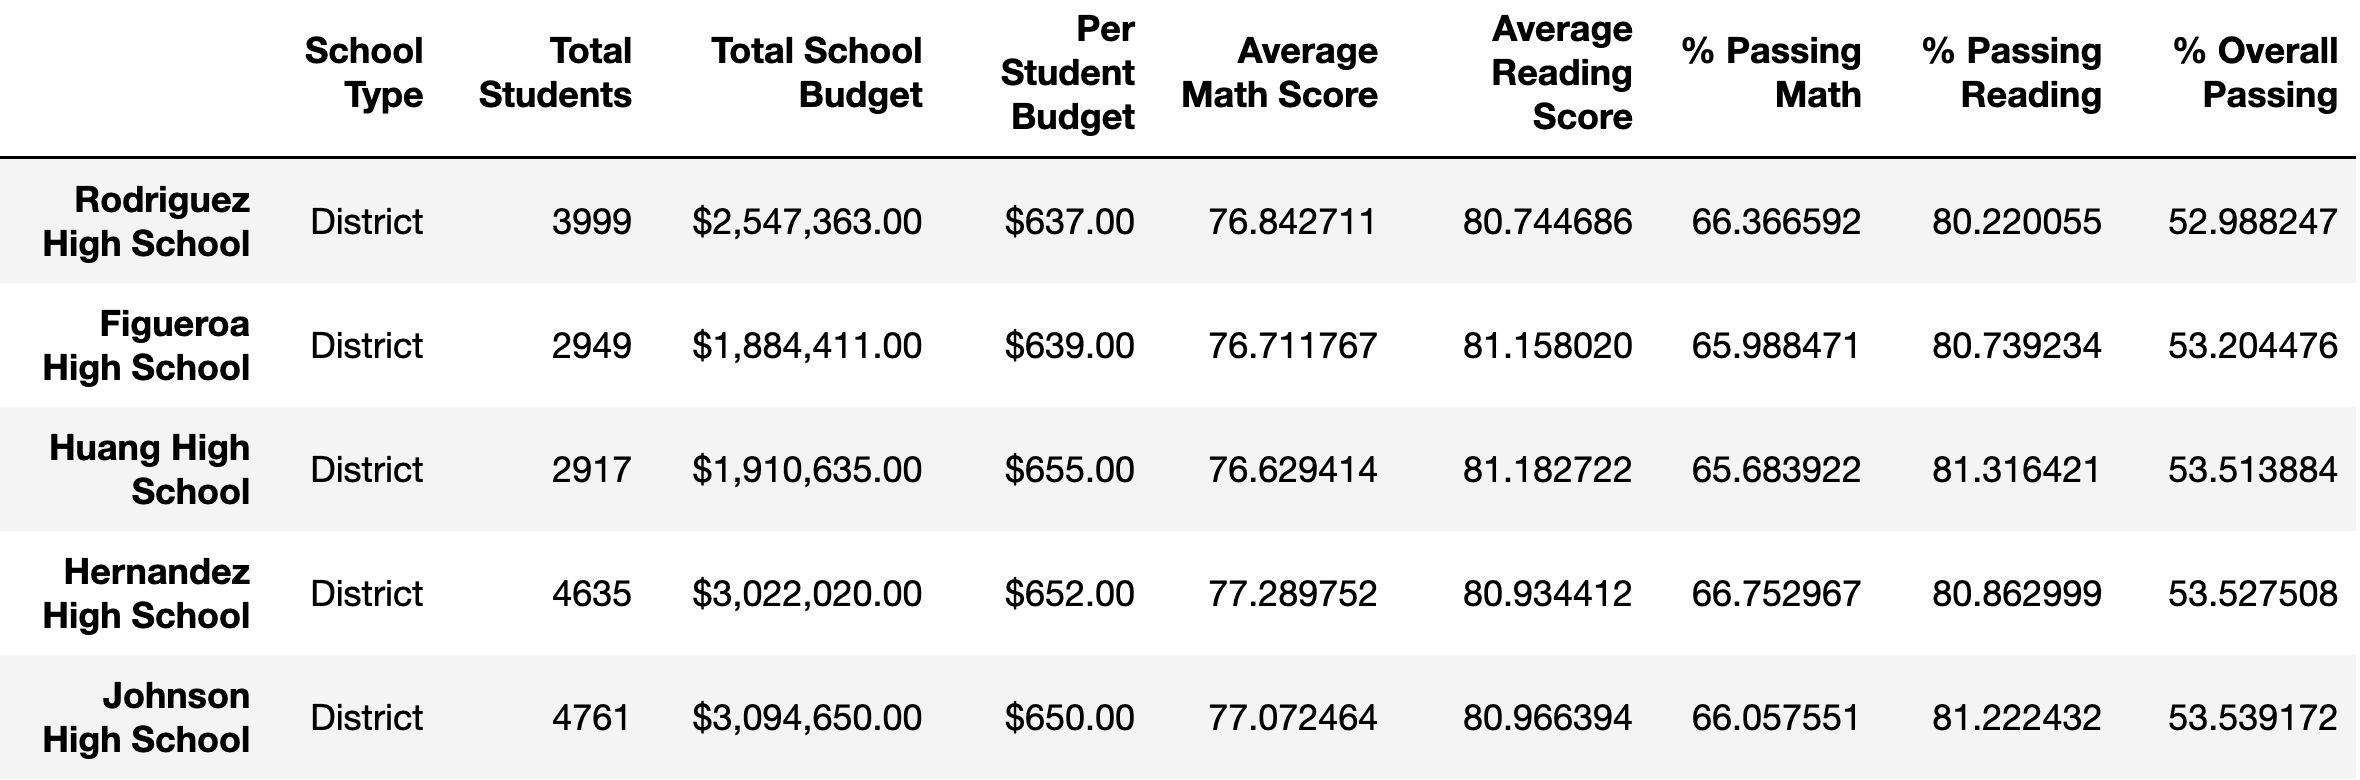 School Type Total Students Total School Budget Per Student Budget Average Math Score Average Reading Score % Passing Math % Passing Reading % Overall Passing
Rodriguez High School District 3999 $2,547,363.00 $637.00 76.842711 80.744686 66.366592 80.220055 52.988247
Figueroa High School District 2949 $1,884,411.00 $639.00 76.711767 81.158020 65.988471 80.739234 53.204476
Huang High School District 2917 $1,910,635.00 $655.00 76.629414 81.182722 65.683922 81.316421 53.513884
Hernandez High School District 4635 $3,022,020.00 $652.00 77.289752 80.934412 66.752967 80.862999 53.527508
Johnson High School District 4761 $3,094,650.00 $650.00 77.072464 80.966394 66.057551 81.222432 53.539172